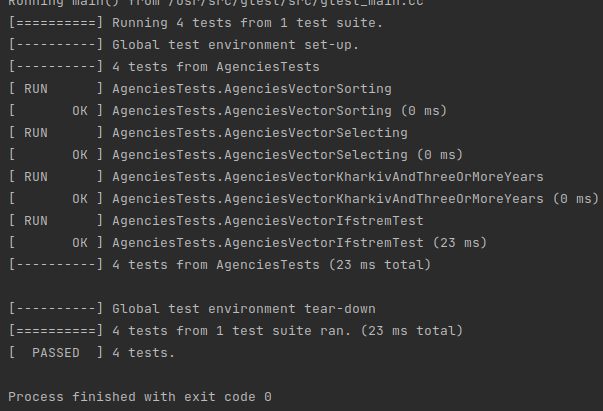 Running main() from /usr/src/gtest/src/gtest_main.cc
[==========] Running 4 tests from 1 test suite.
[----------] Global test environment set-up.
[----------] 4 tests from AgenciesTests
[ RUN      ] AgenciesTests.AgenciesVectorSorting
[       OK ] AgenciesTests.AgenciesVectorSorting (0 ms)
[ RUN      ] AgenciesTests.AgenciesVectorSelecting
[       OK ] AgenciesTests.AgenciesVectorSelecting (0 ms)
[ RUN      ] AgenciesTests.AgenciesVectorKharkivAndThreeOrMoreYears
[       OK ] AgenciesTests.AgenciesVectorKharkivAndThreeOrMoreYears (0 ms)
[ RUN      ] AgenciesTests.AgenciesVectorIfstremTest
[       OK ] AgenciesTests.AgenciesVectorIfstremTest (23 ms)
[----------] 4 tests from AgenciesTests (23 ms total)
[----------] Global test environment tear-down
[==========] 4 tests from 1 test suite ran. (23 ms total)
[  PASSED  ] 4 tests.
Process finished with exit code 0